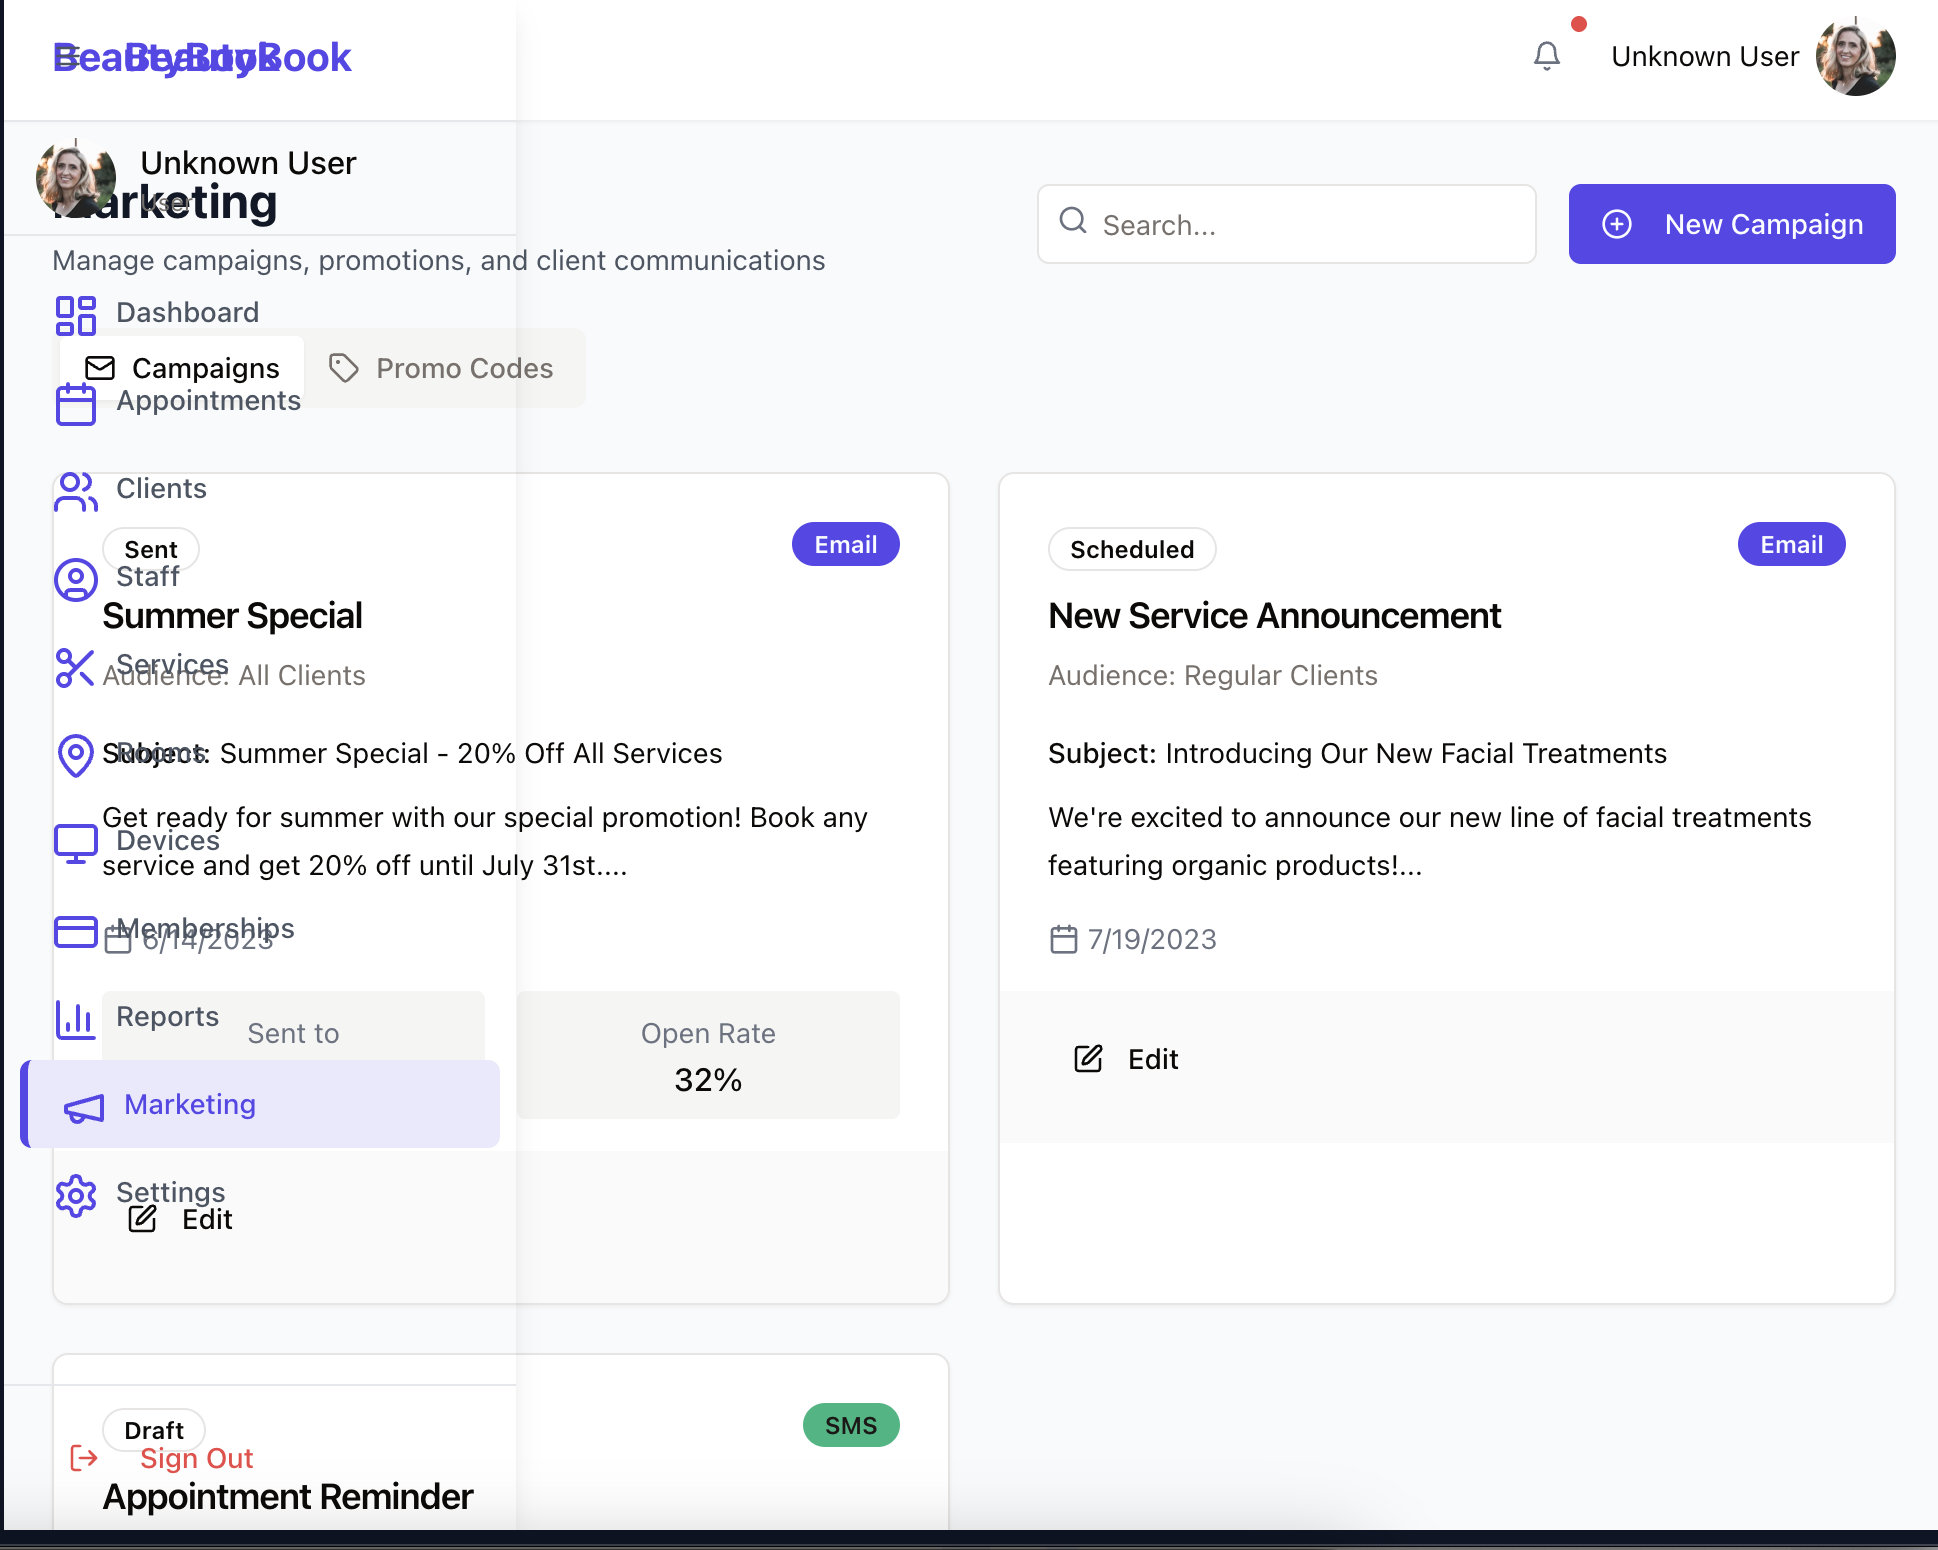 BeautyBook
BeautyBook
Unknown User
Unknown User
User
Marketing
Search...
New Campaign
Manage campaigns, promotions, and client communications
Dashboard
Campaigns
Promo Codes
Appointments
Clients
Staff
Services
Rooms
Devices
Memberships
Reports
Marketing
Settings
Sign Out
Sent
Email
Summer Special
Audience: All Clients
Subject: Summer Special - 20% Off All Services
Get ready for summer with our special promotion! Book any
service and get 20% off until July 31st....
6/14/2023
Sent to
Open Rate
32%
Edit
Scheduled
Email
New Service Announcement
Audience: Regular Clients
Subject: Introducing Our New Facial Treatments
We're excited to announce our new line of facial treatments
featuring organic products!...
7/19/2023
Edit
Draft
SMS
Appointment Reminder